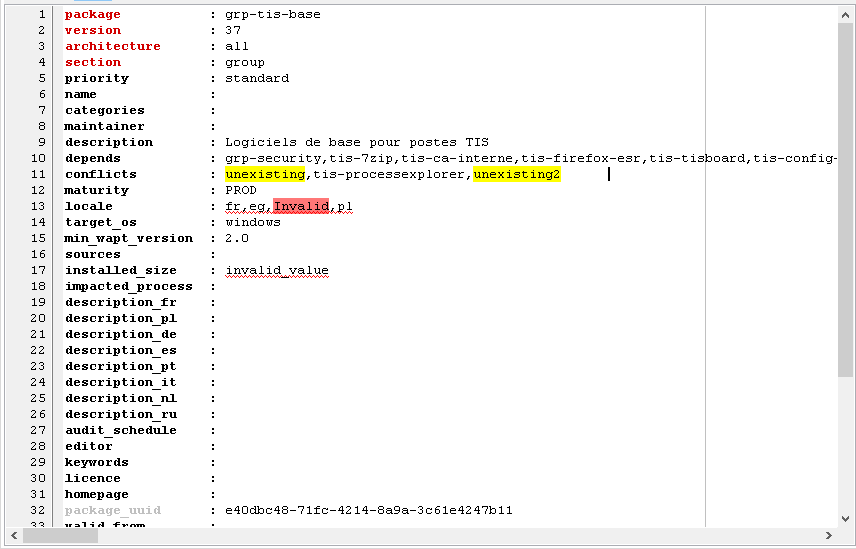 1 package : grp-tis-base
2 version : 37
3 architecture : all
4 section : group
5 priority : standard
6 name :
7 categories :
8 maintainer :
9 description : Logiciels de base pour postes TIS
10 depends : grp-security,tis-7zip,tis-ca-interne,tis-firefox-esr,tis-tisboard,tis-config-
11 conflicts : unexisting,tis-processexplorer,unexisting2
12 maturity : PROD
13 locale : fr,eg,Invalid,pl
14 target_os : windows
15 min_wapt_version : 2.0
16 sources :
17 installed_size : invalid_value
18 impacted_process :
19 description_fr :
20 description_pl :
21 description_de :
22 description_es :
23 description_pt :
24 description_it :
25 description_nl :
26 description_ru :
27 audit_schedule :
28 editor :
29 keywords :
30 licence :
31 homepage :
32 package_uuid : e40dbc48-71fc-4214-8a9a-3c61e4247b11
33 valid_from :